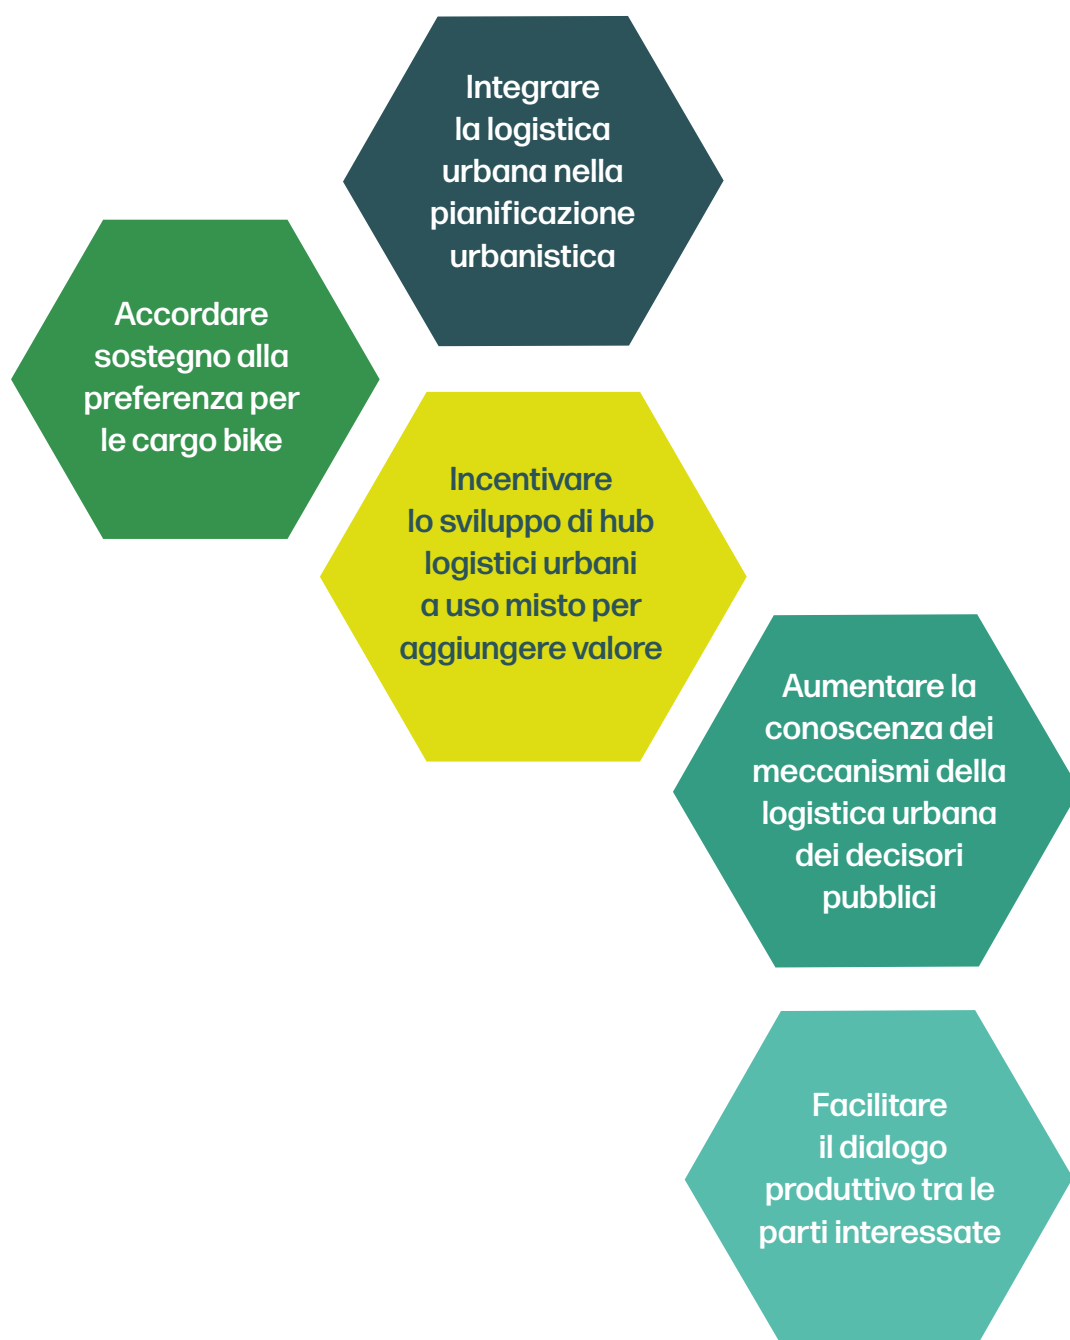 Integrare
la logistica
urbana nella
pianificazione
urbanistica
Accordare
sostegno alla
preferenza per
le cargo bike
Incentivare
lo sviluppo di hub
logistici urbani
a uso misto per
aggiungere valore
Aumentare la
conoscenza dei
meccanismi della
logistica urbana
dei decisori
pubblici
Facilitare
il dialogo
produttivo tra le
parti interessate